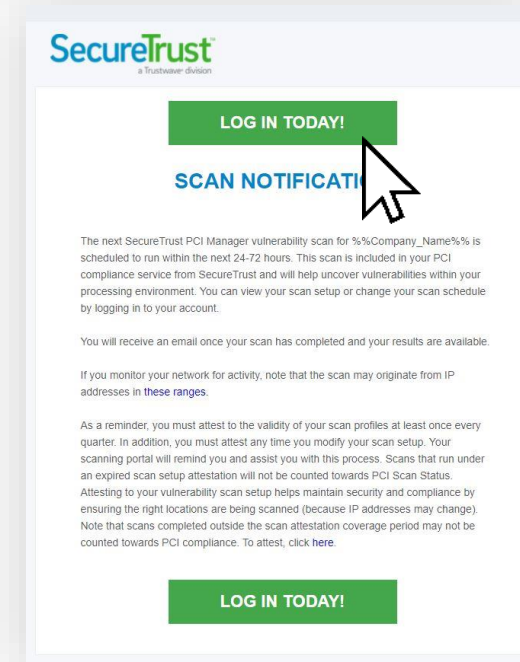 SecureTrust™
a Trustwave® division
LOG IN TODAY!
SCAN NOTIFICATI
The next SecureTrust PCI Manager vulnerability scan for %%Company_Name%% is
scheduled to run within the next 24-72 hours. This scan is included in your PCI
compliance service from SecureTrust and will help uncover vulnerabilities within your
processing environment. You can view your scan setup or change your scan schedule
by logging in to your account.
You will receive an email once your scan has completed and your results are available.
If you monitor your network for activity, note that the scan may originate from IP
addresses in these ranges.
As a reminder, you must attest to the validity of your scan profiles at least once every
quarter. In addition, you must attest any time you modify your scan setup. Your
scanning portal will remind you and assist you with this process. Scans that run under
an expired scan setup attestation will not be counted towards PCI Scan Status.
Attesting to your vulnerability scan setup helps maintain security and compliance by
ensuring the right locations are being scanned (because IP addresses may change).
Note that scans completed outside the scan attestation coverage period may not be
counted towards PCI compliance. To attest, click here.
LOG IN TODAY!